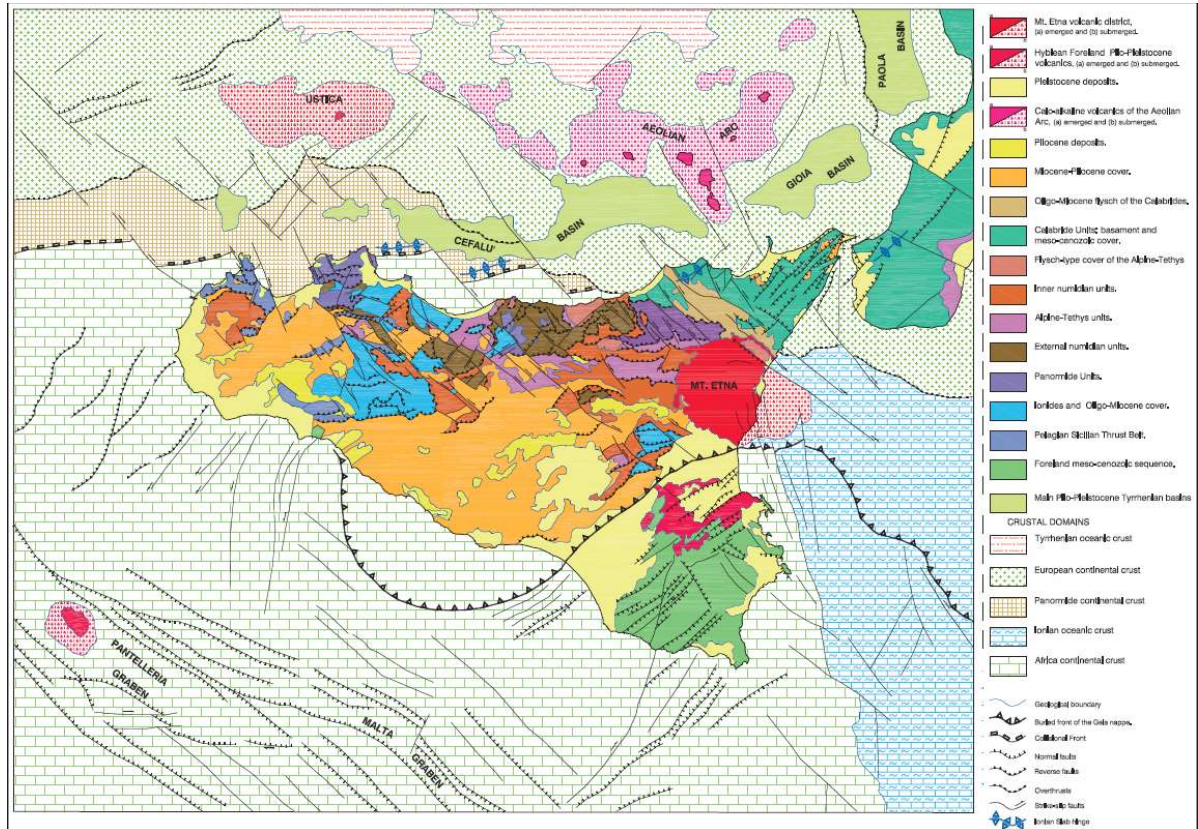 USTICA
AEOLIAN
ARC
PAOLA
BASIN
GIOIA
BASIN
CEFALU'
BASIN
MT. ETNA
PANTELLERIA
GRABEN
MALTA
GRABEN
Mt. Etna volcanic district,
(a) emerged and (b) submerged.
Hyblean Foreland Plio-Pleistocene
volcanics, (a) emerged and (b) submerged.
Pleistocene deposits.
Calc-alkaline volcanics of the Aeolian
Arc, (a) emerged and (b) submerged.
Pliocene deposits.
Miocene-Pliocene cover.
Oligo-Miocene flysch of the Calabrides.
Calabride Units: basament and
meso-cenozoic cover.
Flysch-type cover of the Alpine-Tethys
Inner numidian units.
Alpine-Tethys units.
External numidian units.
Panormide Units.
Ionides and Oligo-Miocene cover.
Pelagian Sicilian Thrust Belt.
Foreland meso-cenozoic sequence.
Main Plio-Pleistocene Tyrrhenian basins
CRUSTAL DOMAINS
Tyrrhenian oceanic crust
European continental crust
Panormide continental crust
Ionian oceanic crust
Africa continental crust
Geological boundary
Buried front of the Gela nappe.
Collisional Front
Normal faults
Reverse faults
Overthrusts
Strike-slip faults
Ionian Slab hinge